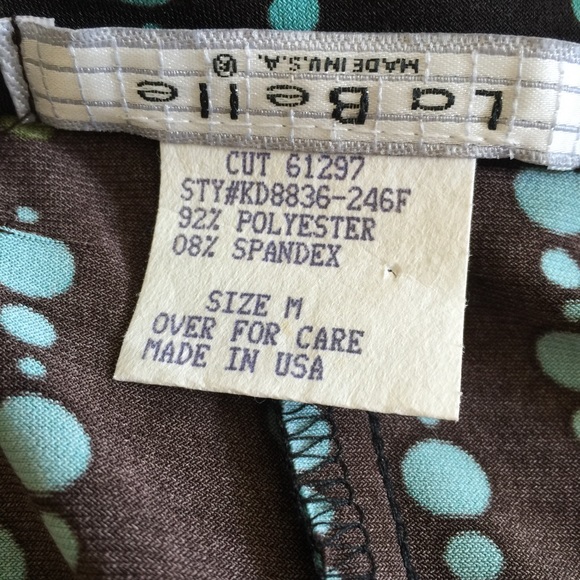 La Belle ®
MADE IN U.S.A.
CUT 61297
STY#KD8836-246F
92% POLYESTER
08% SPANDEX
SIZE M
OVER FOR CARE
MADE IN USA